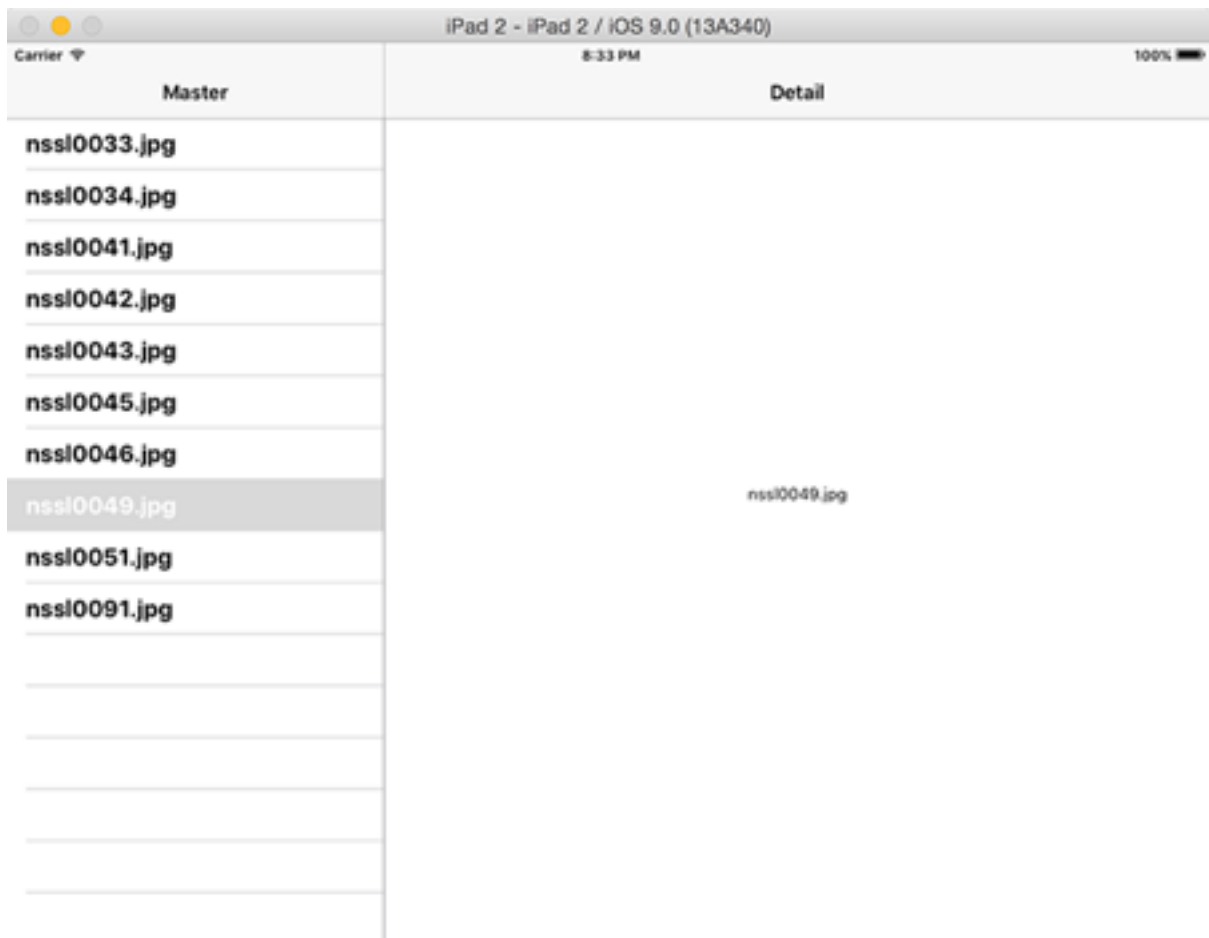 iPad 2 - iPad 2 / iOS 9.0 (13A340)
Carrier 8:33 PM 100%
Master Detail
nssl0033.jpg
nssl0034.jpg
nssl0041.jpg
nssl0042.jpg
nssl0043.jpg
nssl0045.jpg
nssl0046.jpg
nssl0049.jpg
nssl0051.jpg
nssl0091.jpg
nssl0049.jpg